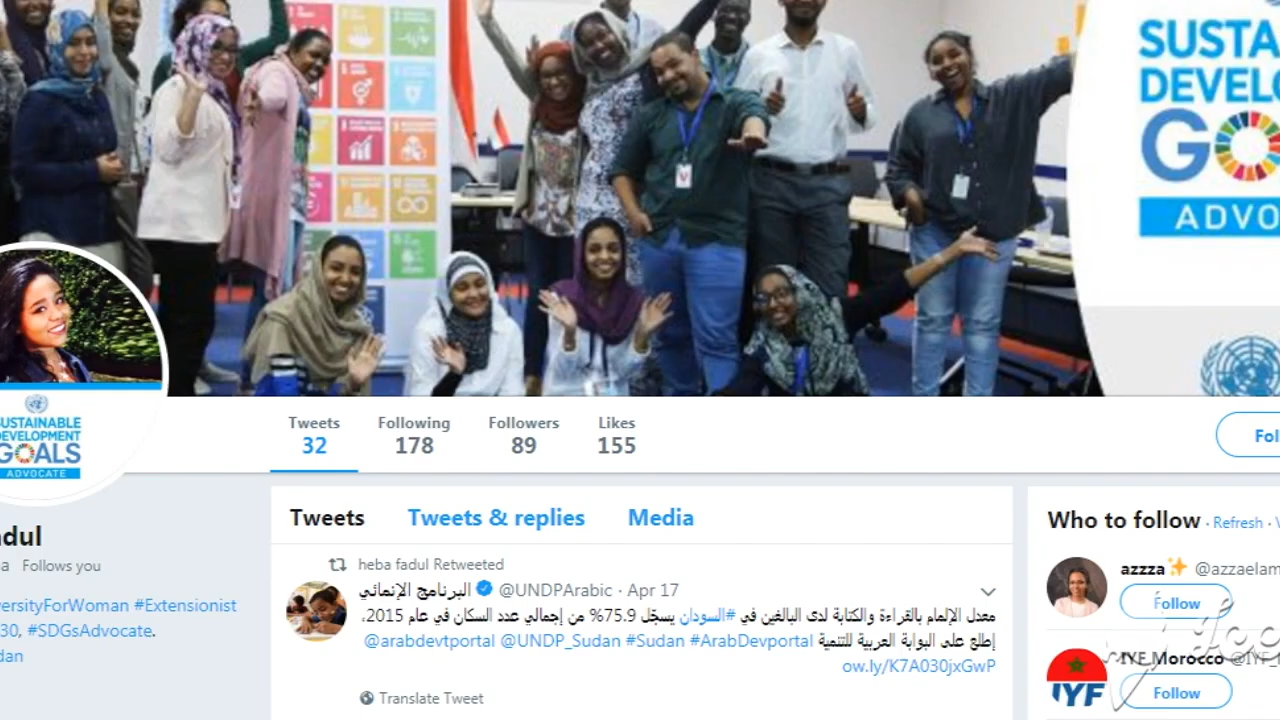 SUSTA
DEVELO
GO
ADVO
SUSTAINABLE
DEVELOPMENT
GOALS
ADVOCATE
Tweets
32
Following
178
Followers
89
Likes
155
Fol
adul
a Follows you
versityForWoman #Extensionist
30, #SDGsAdvocate.
dan
Tweets
Tweets & replies
Media
heba fadul Retweeted
البرنامج الإنمائي @UNDPArabic · Apr 17
معدل الإلمام بالقراءة والكتابة لدى البالغين في #السودان يسجّل 75.9% من إجمالي عدد السكان في عام 2015،
إطلع على البوابة العربية للتنمية @arabdevtportal @UNDP_Sudan #Sudan #ArabDevportal
ow.ly/K7A030jxGwP
Translate Tweet
Who to follow · Refresh · V
azzza✨ @azzaelam
Follow
IYF Morocco @IYF_
IYF
Follow